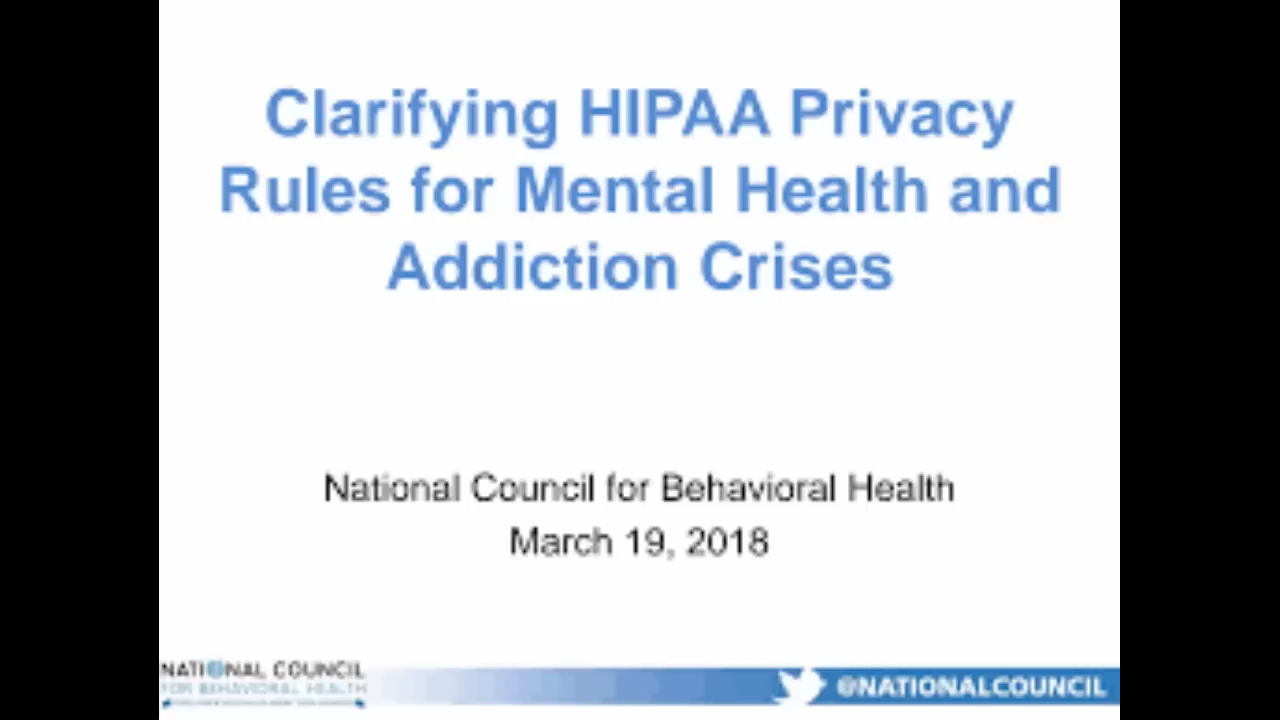 Clarifying HIPAA Privacy
Rules for Mental Health and
Addiction Crises
National Council for Behavioral Health
March 19, 2018
NATIONAL COUNCIL
FOR BEHAVIORAL HEALTH
@NATIONALCOUNCIL